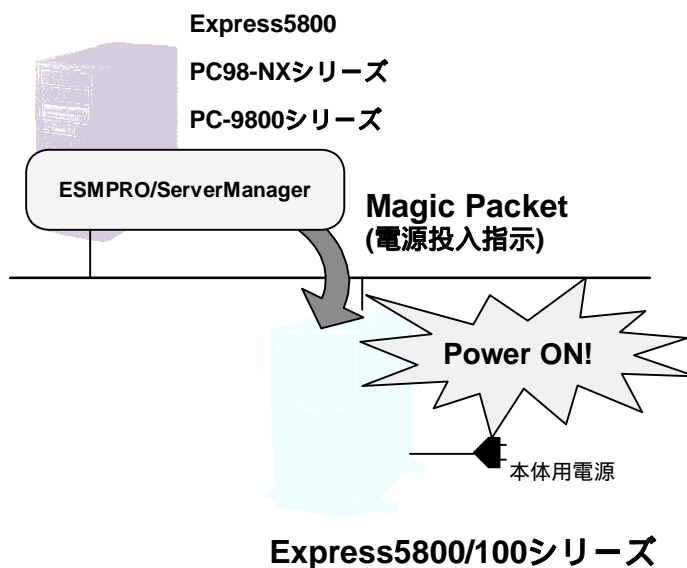 Express5800
PC98-NXシリーズ
PC-9800シリーズ
ESMPRO/ServerManager
Magic Packet
(電源投入指示)
Power ON!
本体用電源
Express5800/100シリーズ